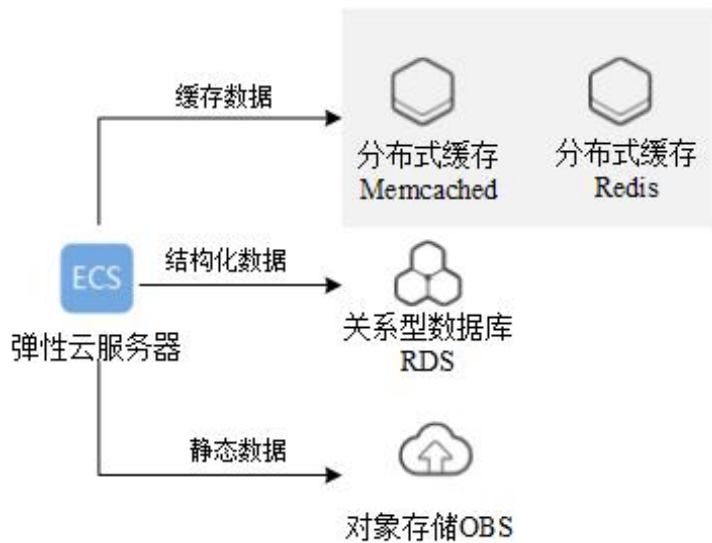 缓存数据
分布式缓存
Memcached
分布式缓存
Redis
ECS
结构化数据
弹性云服务器
关系型数据库
RDS
静态数据
对象存储OBS